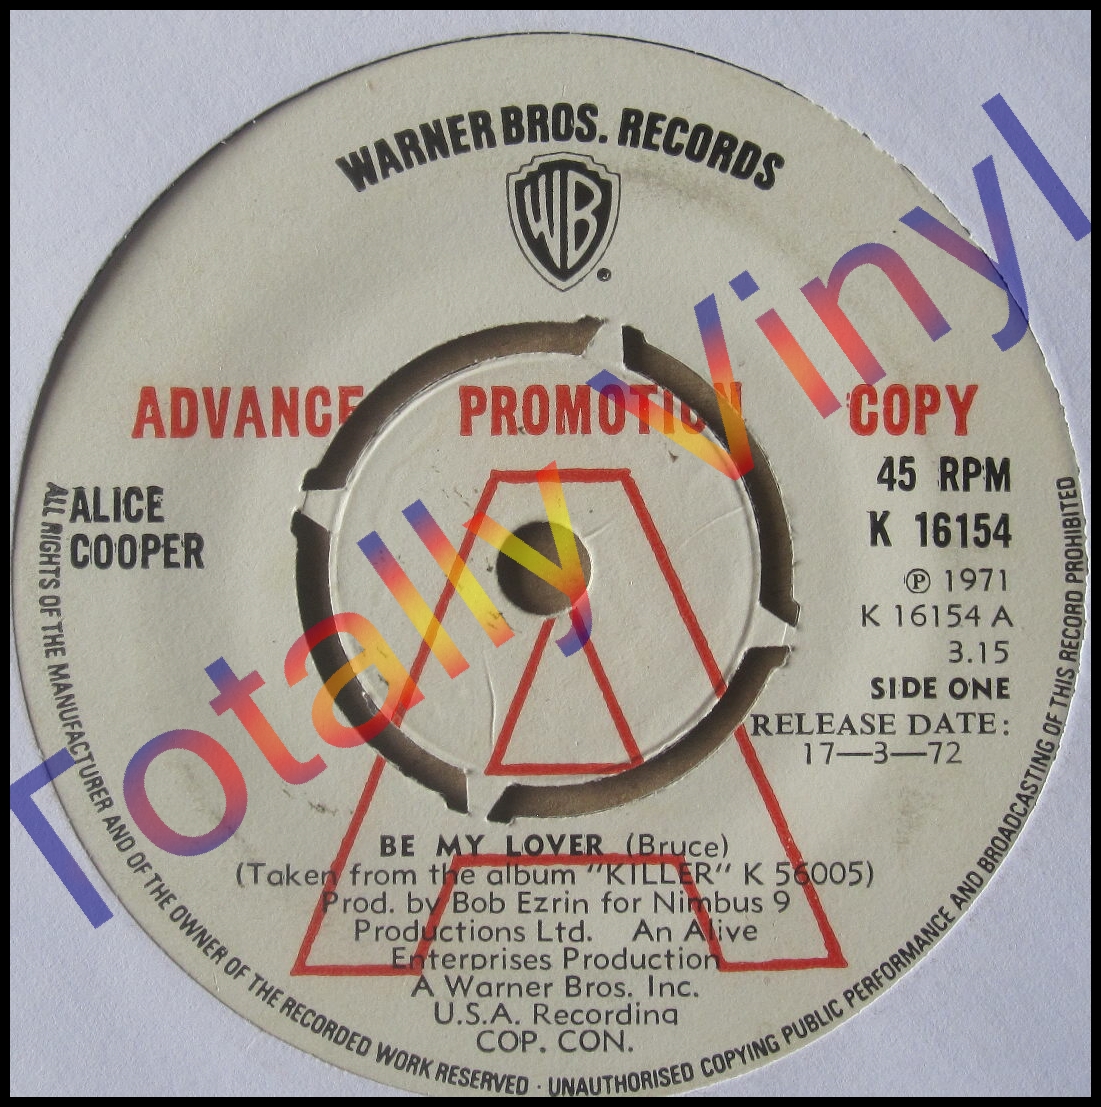 WARNER BROS. RECORDS
WB
ADVANCE PROMOTION COPY
45 RPM
K 16154
ALICE
COOPER
℗ 1971
K 16154 A
3.15
SIDE ONE
RELEASE DATE:
17—3—72
BE MY LOVER (Bruce)
(Taken from the album "KILLER" K 56005)
Prod. by Bob Ezrin for Nimbus 9
Productions Ltd. An Alive
Enterprises Production
A Warner Bros. Inc.
U.S.A. Recording
COP. CON.
ALL RIGHTS OF THE MANUFACTURER AND OF THE OWNER OF THE RECORDED WORK RESERVED · UNAUTHORISED COPYING PUBLIC PERFORMANCE AND BROADCASTING OF THIS RECORD PROHIBITED
A
Totally Vinyl